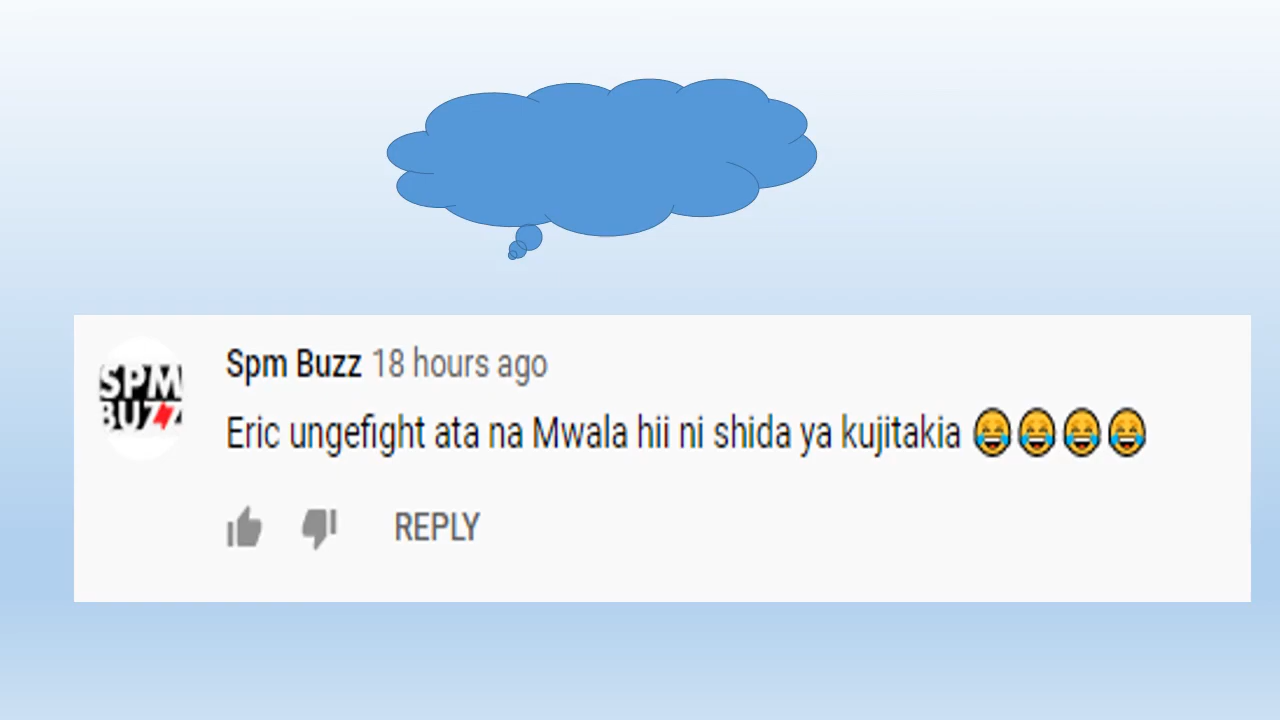 SPM
BUZZ
Spm Buzz 18 hours ago
Eric ungefight ata na Mwala hii ni shida ya kujitakia 😂😂😂😂
REPLY